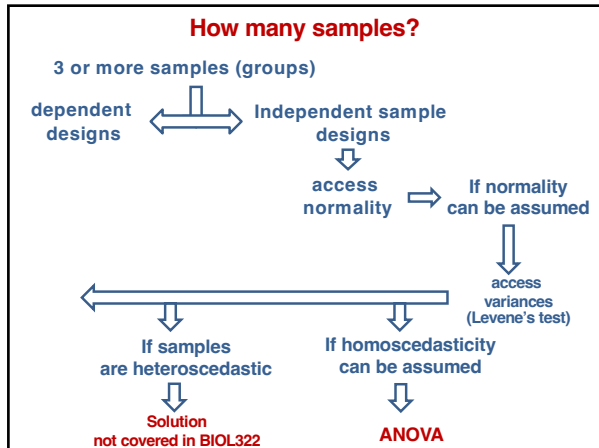 How many samples?
3 or more samples (groups)
dependent
designs
Independent sample
designs
access
normality
If normality
can be assumed
access
variances
(Levene's test)
If samples
are heteroscedastic
If homoscedasticity
can be assumed
Solution
not covered in BIOL322
ANOVA